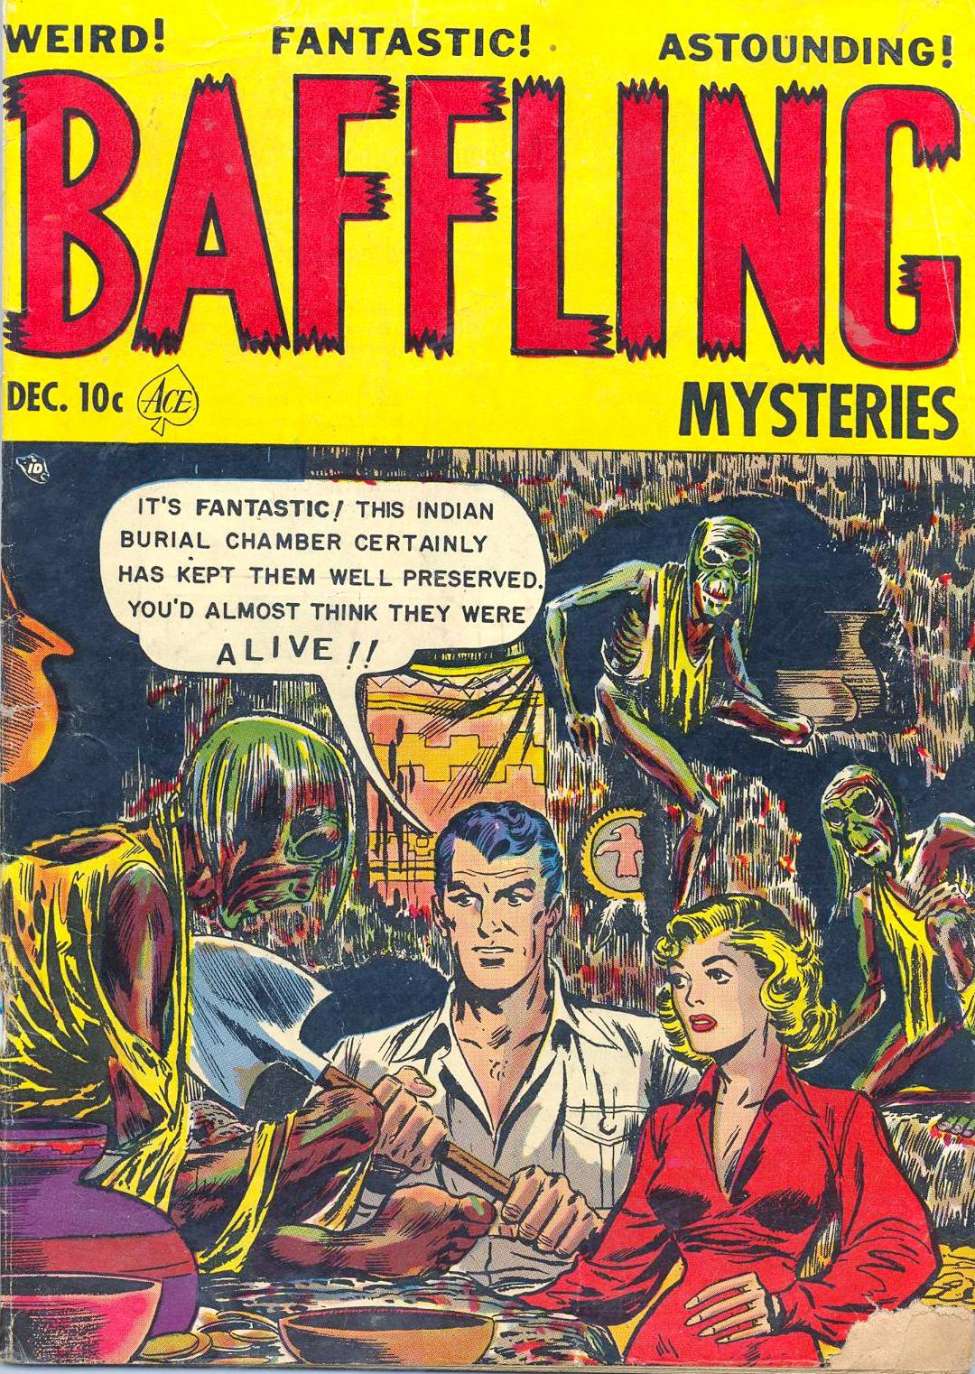 WEIRD! FANTASTIC! ASTOUNDING!
BAFFLING
MYSTERIES
DEC. 10c ACE
10
IT'S FANTASTIC! THIS INDIAN
BURIAL CHAMBER CERTAINLY
HAS KEPT THEM WELL PRESERVED.
YOU'D ALMOST THINK THEY WERE
ALIVE!!